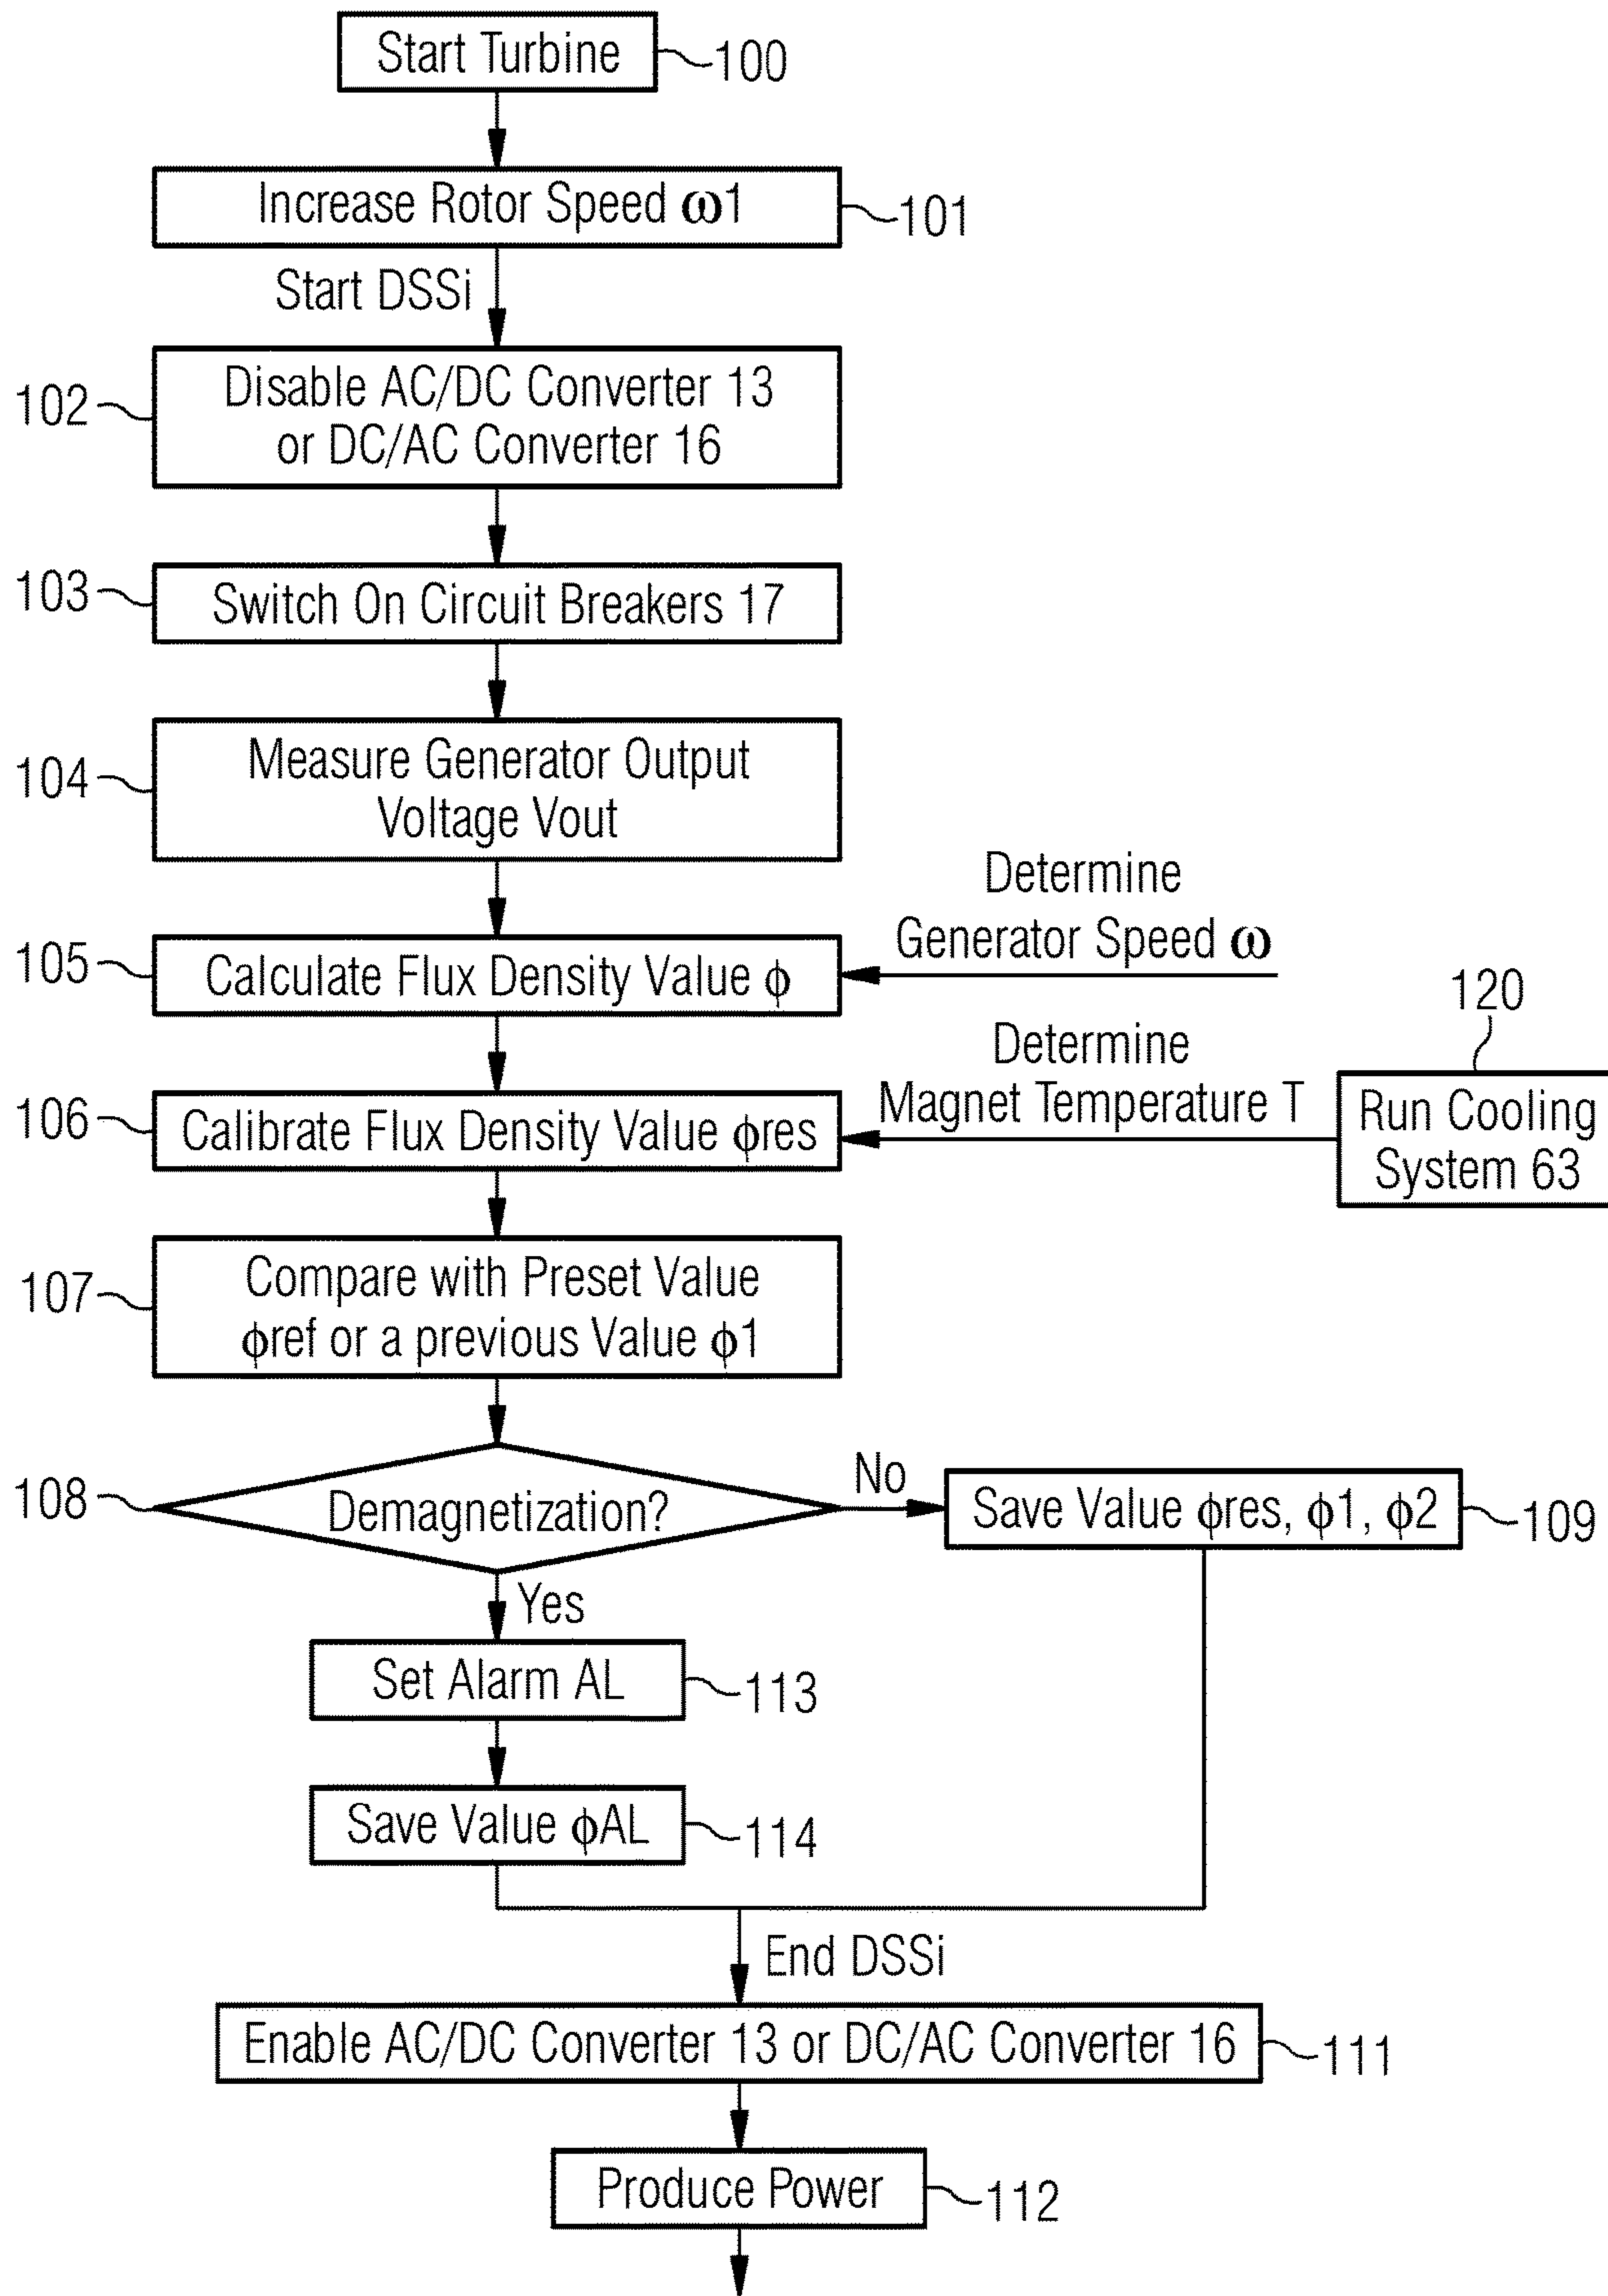 Start Turbine
100
Increase Rotor Speed ω1
101
Start DSSi
102
Disable AC/DC Converter 13
or DC/AC Converter 16
103
Switch On Circuit Breakers 17
104
Measure Generator Output
Voltage Vout
Determine
Generator Speed ω
105
Calculate Flux Density Value ϕ
120
Determine
Magnet Temperature T
Run Cooling
System 63
106
Calibrate Flux Density Value ϕres
107
Compare with Preset Value
ϕref or a previous Value ϕ1
108
Demagnetization?
No
Save Value ϕres, ϕ1, ϕ2
109
Yes
Set Alarm AL
113
Save Value ϕAL
114
End DSSi
Enable AC/DC Converter 13 or DC/AC Converter 16
111
Produce Power
112